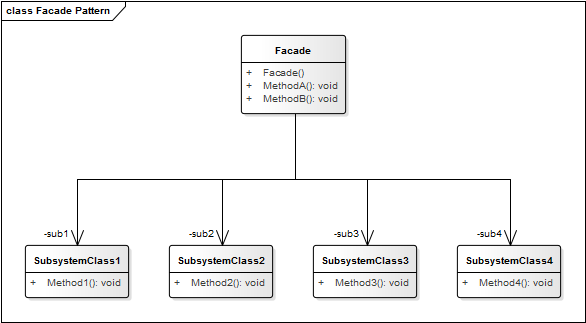 class Facade Pattern
Facade
+ Facade()
+ MethodA(): void
+ MethodB(): void
-sub1 -sub2 -sub3 -sub4
SubsystemClass1 SubsystemClass2 SubsystemClass3 SubsystemClass4
+ Method1(): void + Method2(): void + Method3(): void + Method4(): void